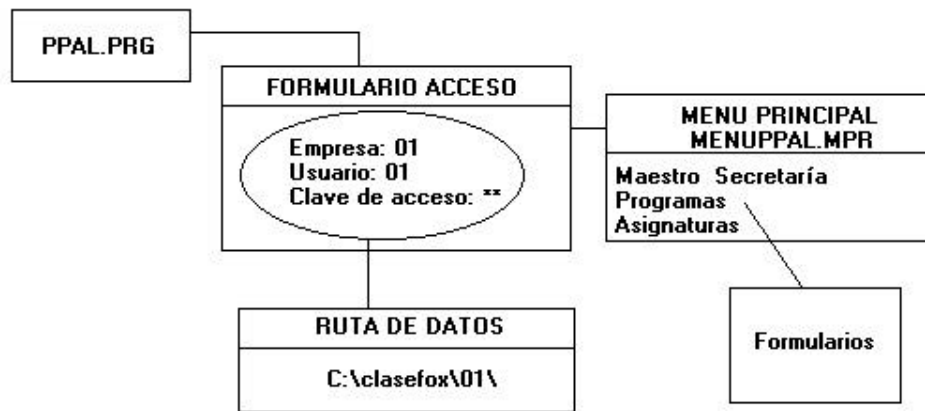 PPAL.PRG
FORMULARIO ACCESO
Empresa: 01
Usuario: 01
Clave de acceso: **
MENU PRINCIPAL
MENUPPAL.MPR
Maestro Secretaría
Programas
Asignaturas
RUTA DE DATOS
C:\clasefox\01\
Formularios